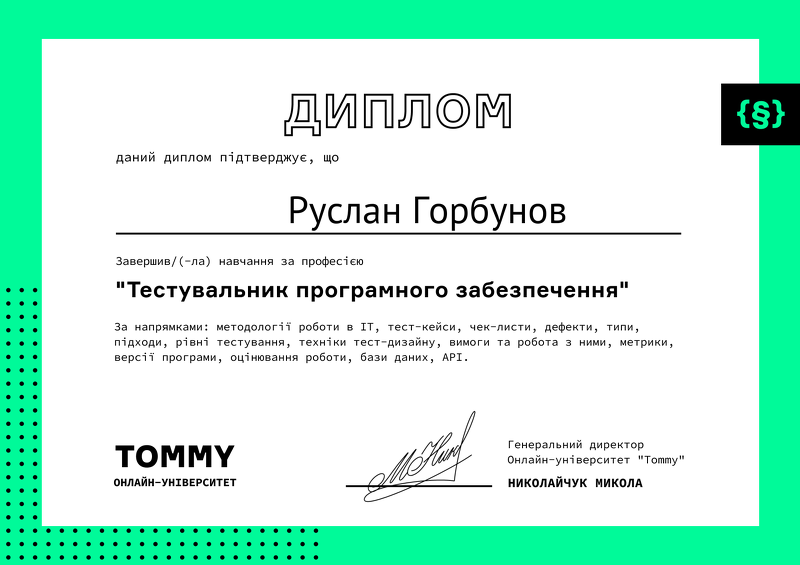 ДИПЛОМ
{§}
даний диплом підтверджує, що
Руслан Горбунов
Завершив/(-ла) навчання за професією
"Тестувальник програмного забезпечення"
За напрямками: методології роботи в IT, тест-кейси, чек-листи, дефекти, типи,
підходи, рівні тестування, техніки тест-дизайну, вимоги та робота з ними, метрики,
версії програми, оцінювання роботи, бази даних, API.
TOMMY
ОНЛАЙН-УНІВЕРСИТЕТ
Генеральний директор
Онлайн-університет "Tommy"
НИКОЛАЙЧУК МИКОЛА